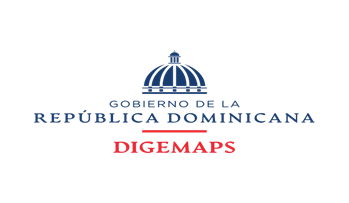 GOBIERNO DE LA
REPÚBLICA DOMINICANA
DIGEMAPS